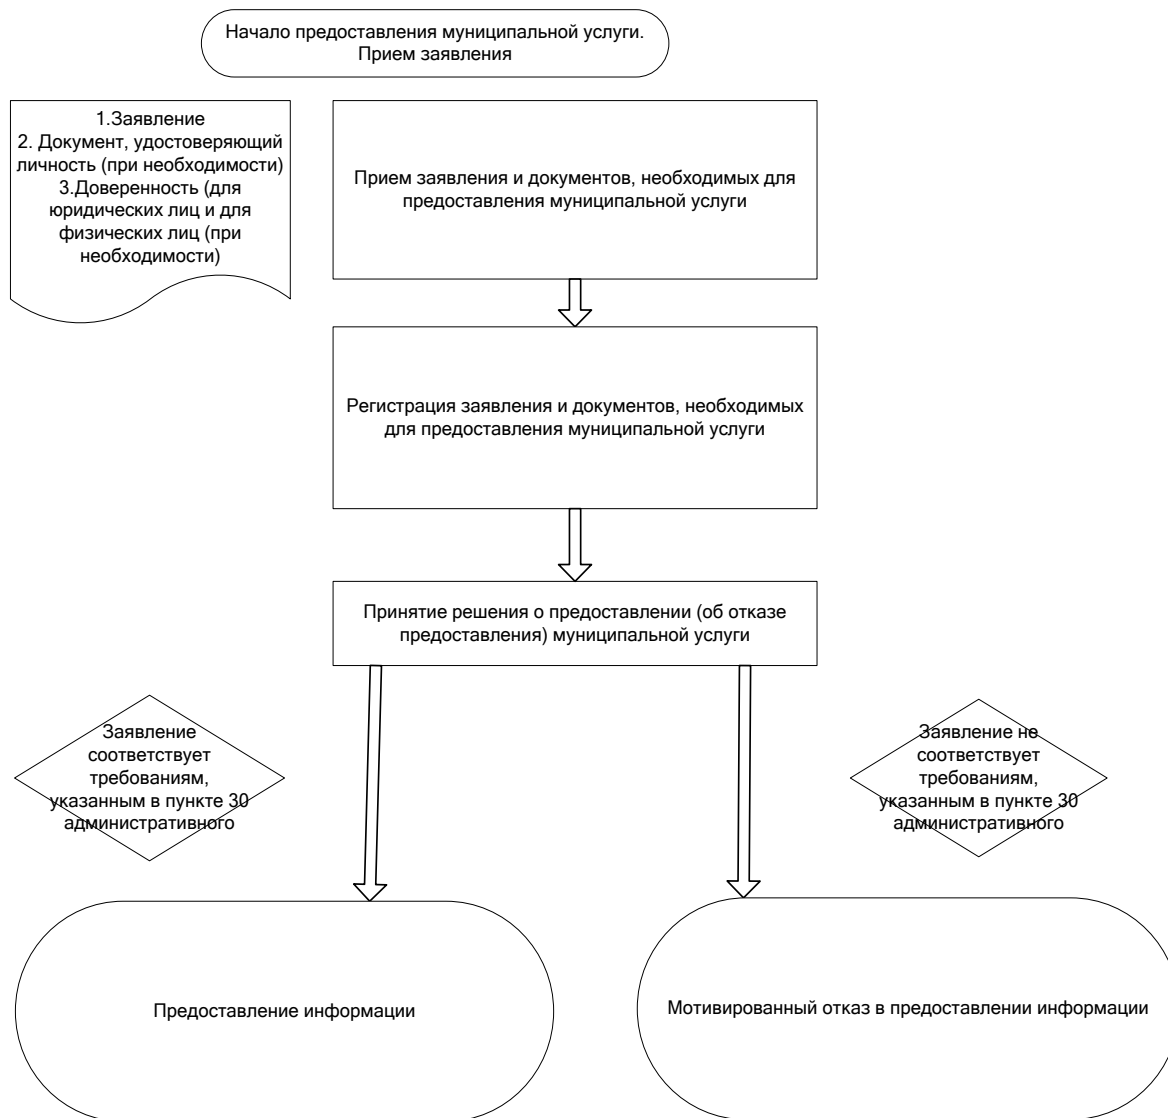 Начало предоставления муниципальной услуги.
Прием заявления
1.Заявление
2. Документ, удостоверяющий
личность (при необходимости)
3.Доверенность (для
юридических лиц и для
физических лиц (при
необходимости)
Прием заявления и документов, необходимых для
предоставления муниципальной услуги
Регистрация заявления и документов, необходимых
для предоставления муниципальной услуги
Принятие решения о предоставлении (об отказе
предоставления) муниципальной услуги
Заявление
соответствует
требованиям,
указанным в пункте 30
административного
Заявление не
соответствует
требованиям,
указанным в пункте 30
административного
Предоставление информации
Мотивированный отказ в предоставлении информации